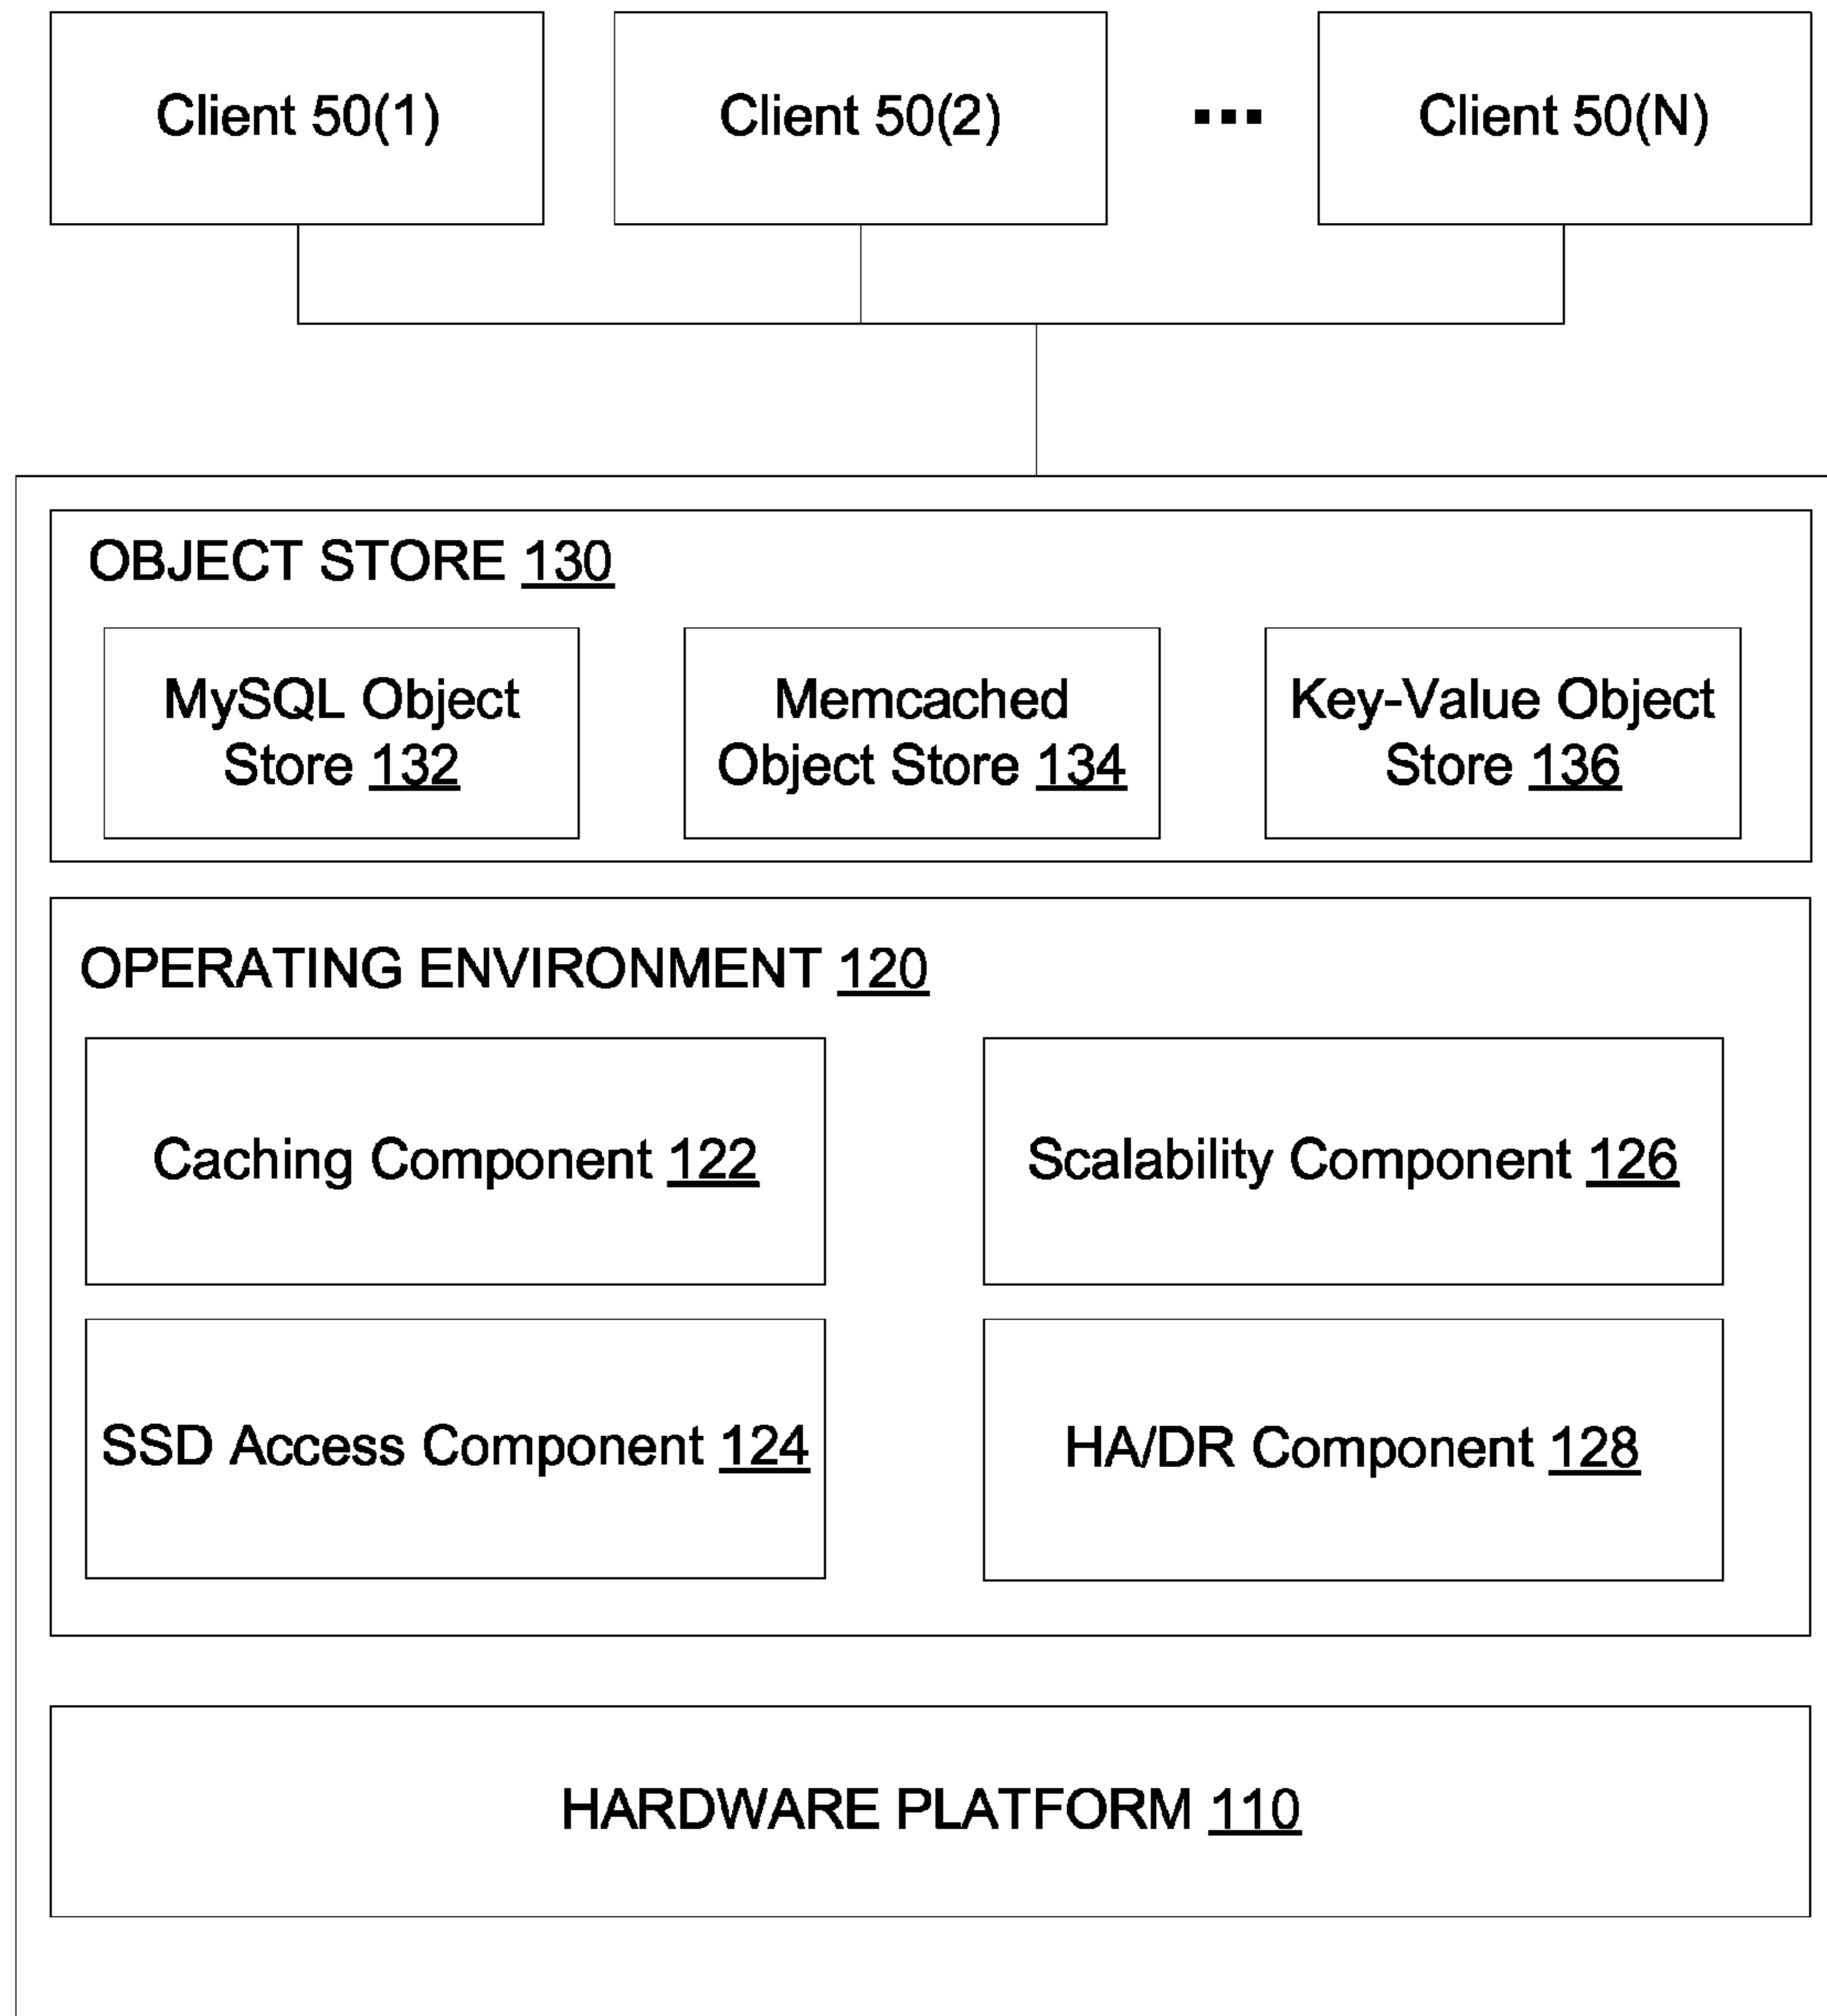 Client 50(1)
Client 50(2)
...
Client 50(N)
OBJECT STORE 130
MySQL Object
Store 132
Memcached
Object Store 134
Key-Value Object
Store 136
OPERATING ENVIRONMENT 120
Caching Component 122
Scalability Component 126
SSD Access Component 124
HA/DR Component 128
HARDWARE PLATFORM 110